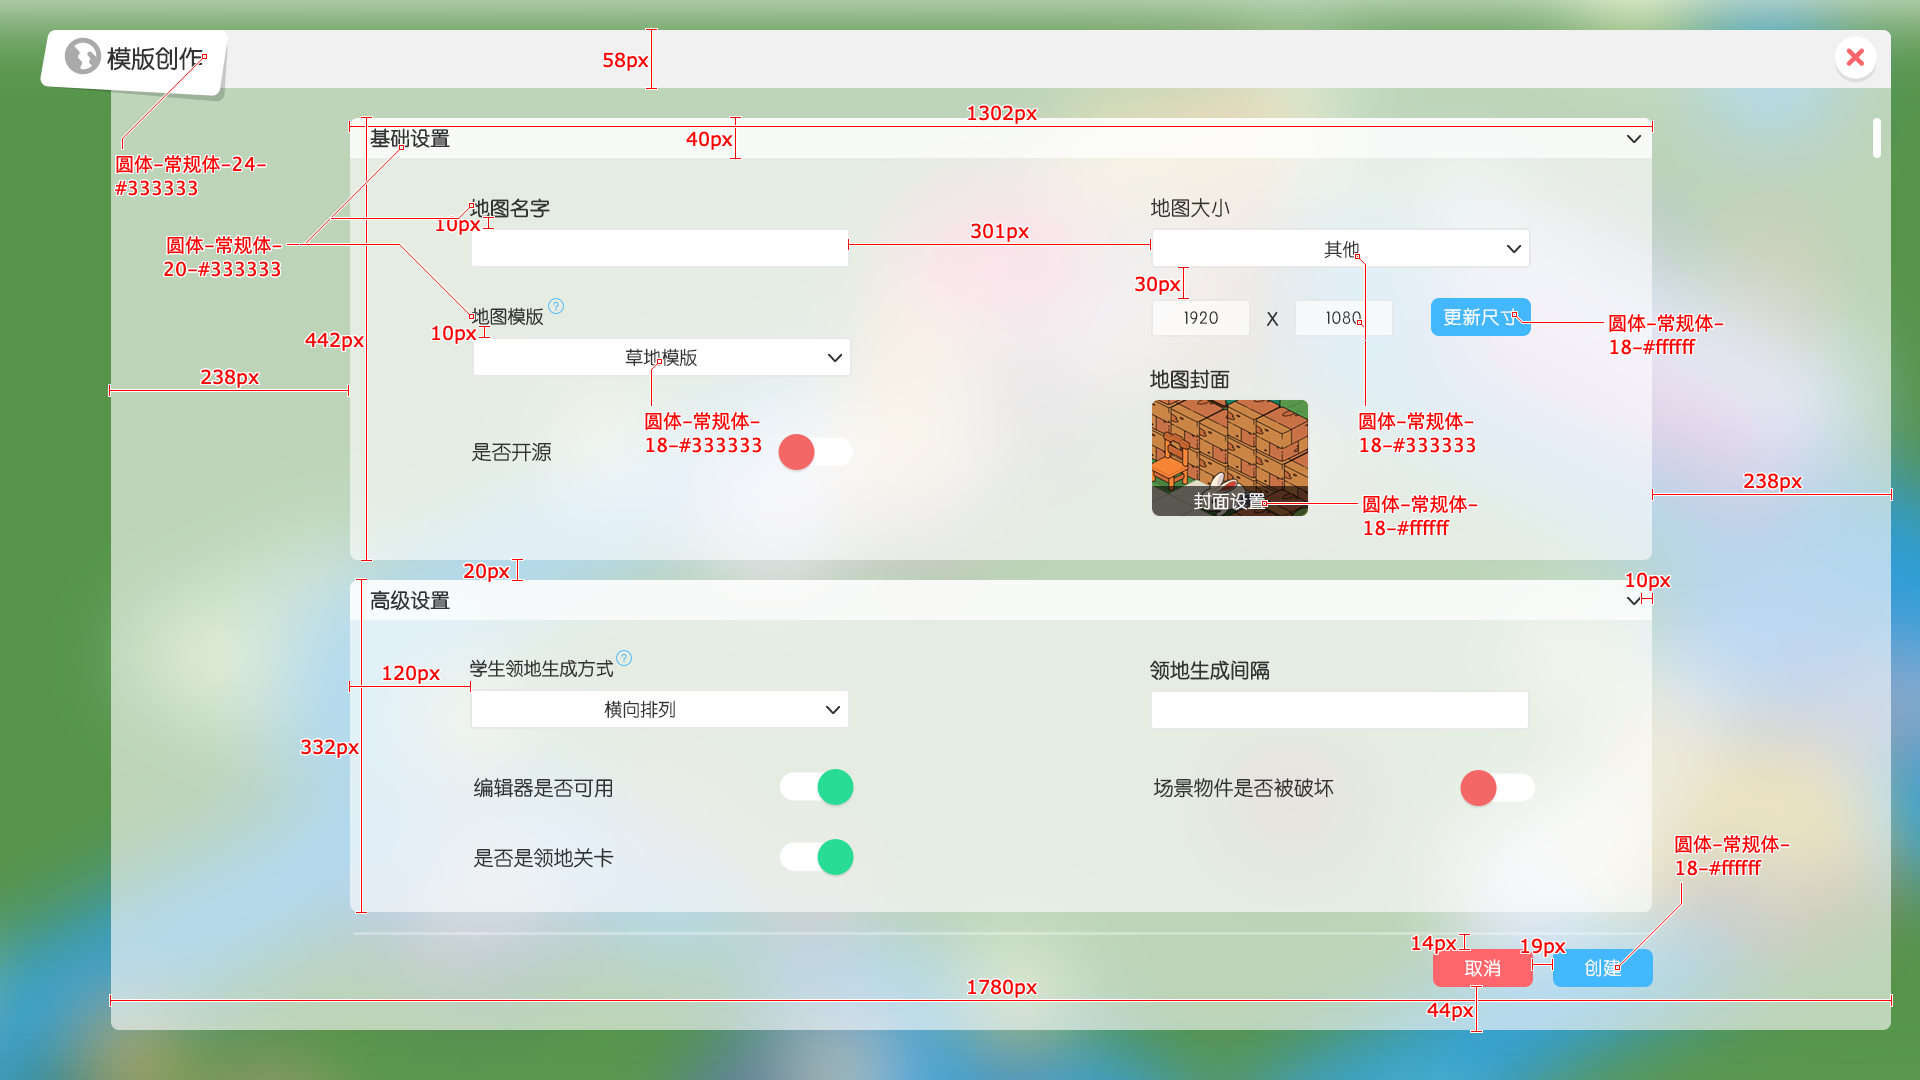 模版创作
58px
1302px
基础设置
40px
圆体-常规体-24-
#333333
地图名字
10px
地图大小
圆体-常规体-
20-#333333
301px
其他
30px
地图模版
?
10px
1920
X
1080
更新尺寸
圆体-常规体-
18-#ffffff
442px
草地模版
238px
地图封面
圆体-常规体-
18-#333333
圆体-常规体-
18-#333333
是否开源
238px
封面设置
圆体-常规体-
18-#ffffff
20px
10px
高级设置
120px
学生领地生成方式
?
领地生成间隔
横向排列
332px
编辑器是否可用
场景物件是否被破坏
是否是领地关卡
圆体-常规体-
18-#ffffff
14px
19px
取消
创建
1780px
44px